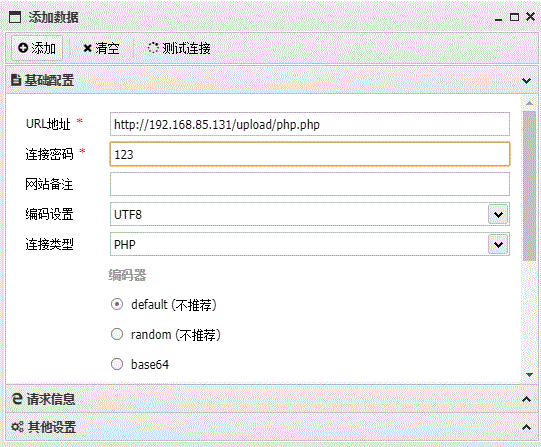 添加数据
添加 清空 测试连接
基础配置
URL地址 * http://192.168.85.131/upload/php.php
连接密码 * 123
网站备注
编码设置 UTF8
连接类型 PHP
编码器
default (不推荐)
random (不推荐)
base64
请求信息
其他设置